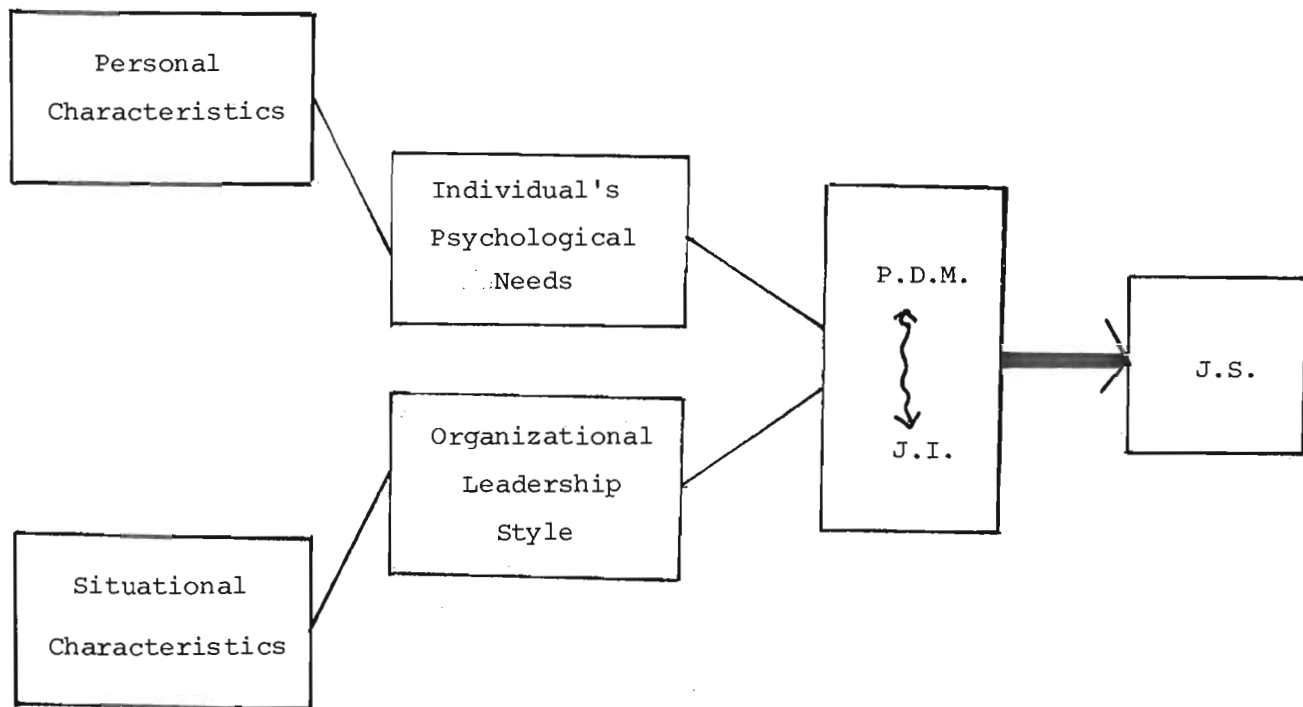 Personal
Characteristics
Individual's
Psychological
Needs
Organizational
Leadership
Style
Situational
Characteristics
P.D.M.
J.I.
J.S.